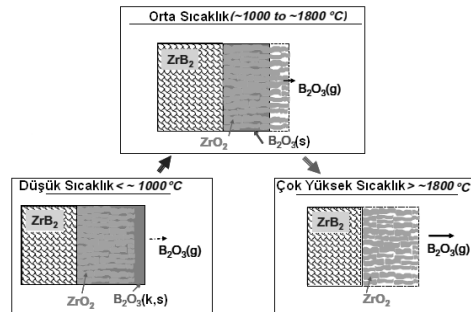 Orta Sıcaklık(~1000 to ~1800 °C)
ZrB₂
B₂O₃(g)
ZrO₂
B₂O₃(s)
Düşük Sıcaklık < ~ 1000°C
ZrB₂
B₂O₃(g)
ZrO₂
B₂O₃(k,s)
Çok Yüksek Sıcaklık > ~1800°C
ZrB₂
B₂O₃(g)
ZrO₂